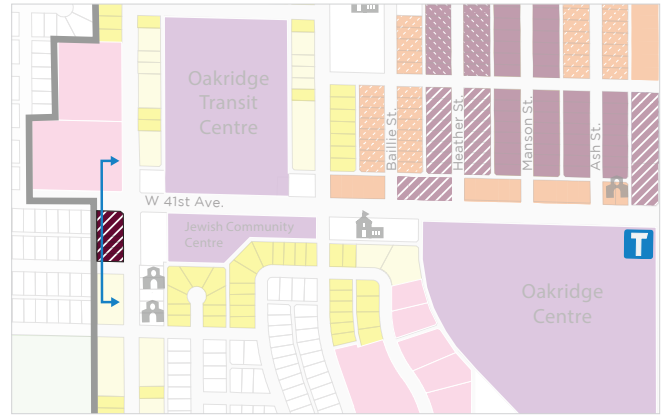 Oakridge
Transit
Centre
Baillie St.
Heather St.
Manson St.
Ash St.
W 41st Ave.
Jewish Community
Centre
T
Oakridge
Centre